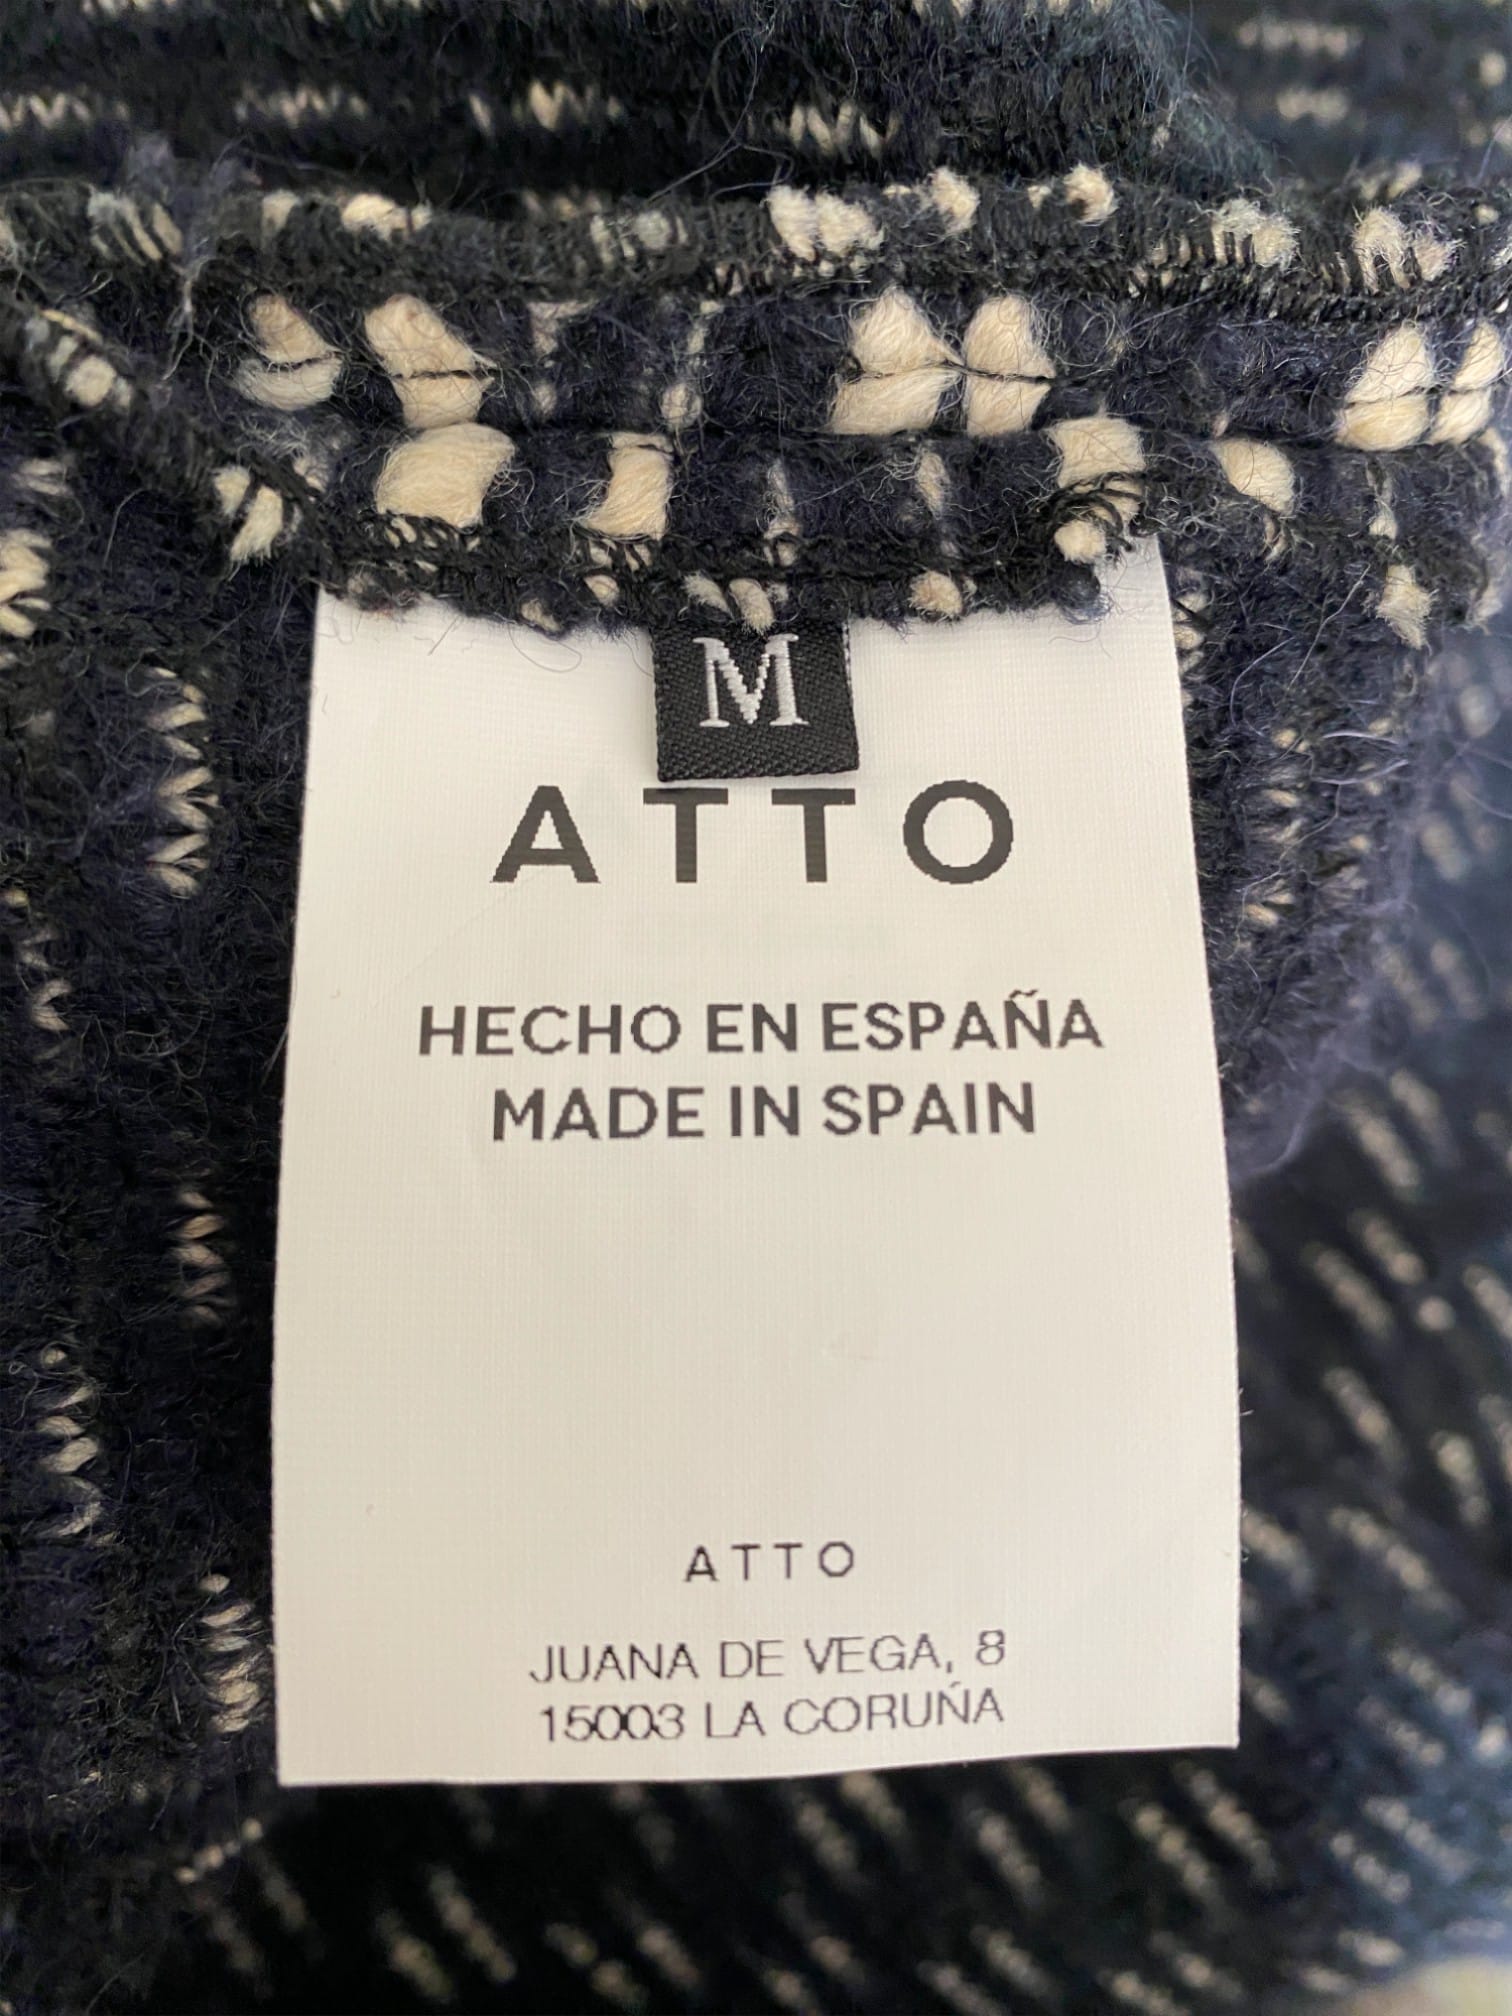 M
ATTO
HECHO EN ESPAÑA
MADE IN SPAIN
ATTO
JUANA DE VEGA, 8
15003 LA CORUÑA